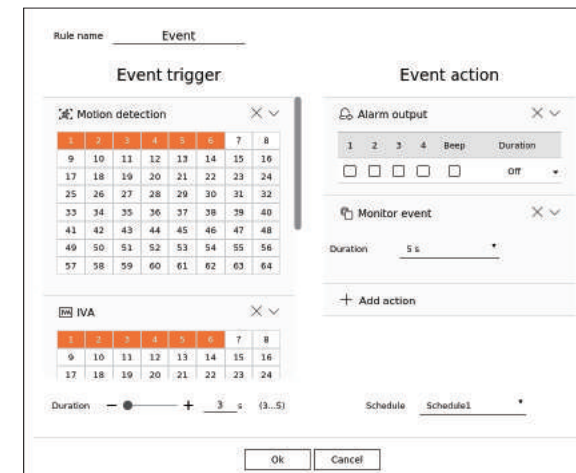 Rule name Event
Event trigger
Motion detection
1 2 3 4 5 6 7 8
9 10 11 12 13 14 15 16
17 18 19 20 21 22 23 24
25 26 27 28 29 30 31 32
33 34 35 36 37 38 39 40
41 42 43 44 45 46 47 48
49 50 51 52 53 54 55 56
57 58 59 60 61 62 63 64
IVA IVA
1 2 3 4 5 6 7 8
9 10 11 12 13 14 15 16
17 18 19 20 21 22 23 24
Duration 3 s (3...5)
Event action
Alarm output
1 2 3 4 Beep Duration
Off
Monitor event
Duration 5 s
+ Add action
Schedule Schedule1
Ok Cancel